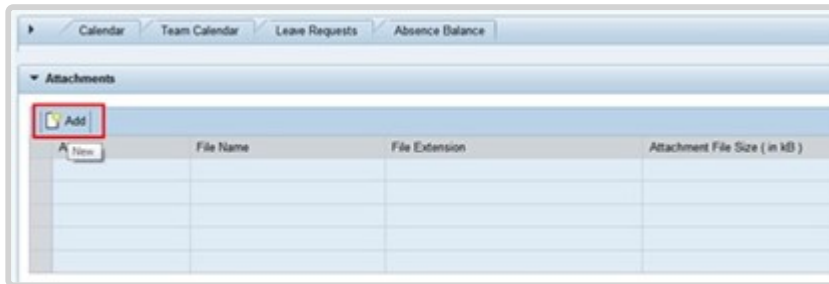 Calendar Team Calendar Leave Requests Absence Balance
Attachments
Add
New
File Name File Extension Attachment File Size ( in kB )